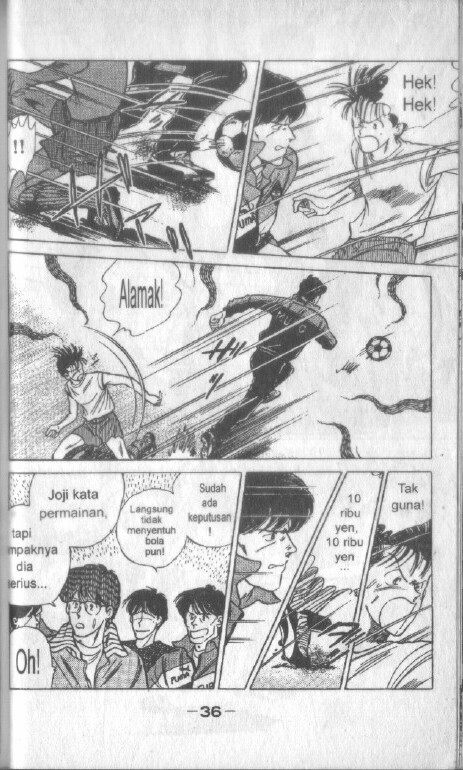 Hek!
Hek!
!!
Alamak!
Tak
guna!
10
ribu
yen,
10 ribu
yen
...
Sudah
ada
keputusan
!
Langsung
tidak
menyentuh
bola
pun!
Joji kata
permainan,
tapi
mpaknya
dia
erius...
Oh!
PUMA
－36－